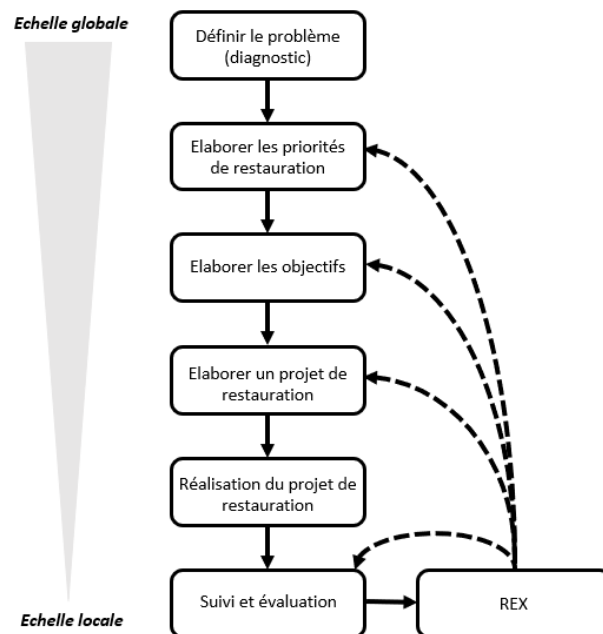 Echelle globale
Définir le problème
(diagnostic)
Elaborer les priorités
de restauration
Elaborer les objectifs
Elaborer un projet de
restauration
Réalisation du projet de
restauration
Suivi et évaluation
REX
Echelle locale